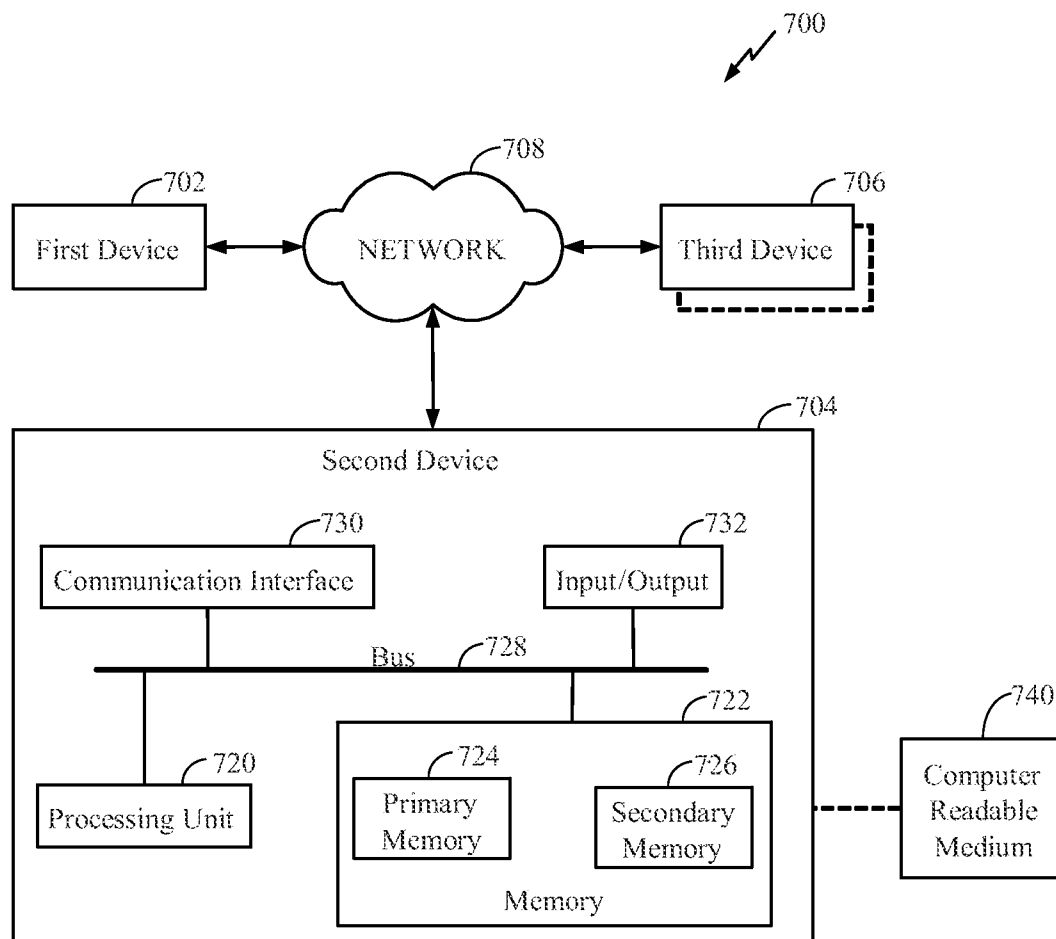 700
708
702
706
First Device
NETWORK
Third Device
704
Second Device
730
732
Communication Interface
Input/Output
Bus
728
722
740
720
724
726
Processing Unit
Primary
Memory
Secondary
Memory
Computer
Readable
Medium
Memory